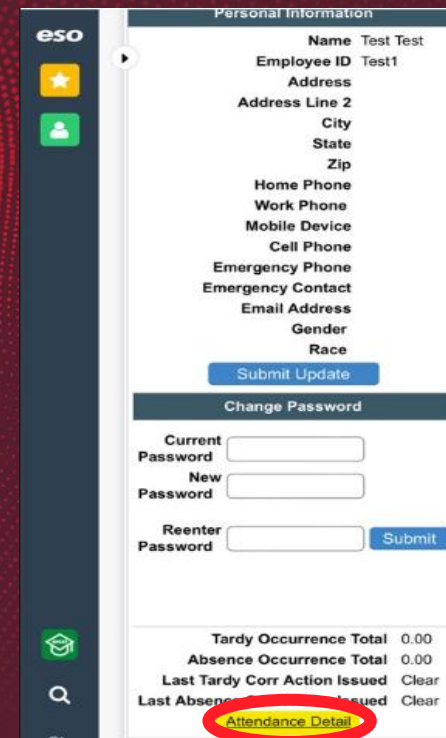 eso
Personal Information
Name Test Test
Employee ID Test1
Address
Address Line 2
City
State
Zip
Home Phone
Work Phone
Mobile Device
Cell Phone
Emergency Phone
Emergency Contact
Email Address
Gender
Race
Submit Update
Change Password
Current
Password
New
Password
Reenter
Password
Submit
Tardy Occurrence Total 0.00
Absence Occurrence Total 0.00
Last Tardy Corr Action Issued Clear
Last Absence Issued Clear
Attendance Detail